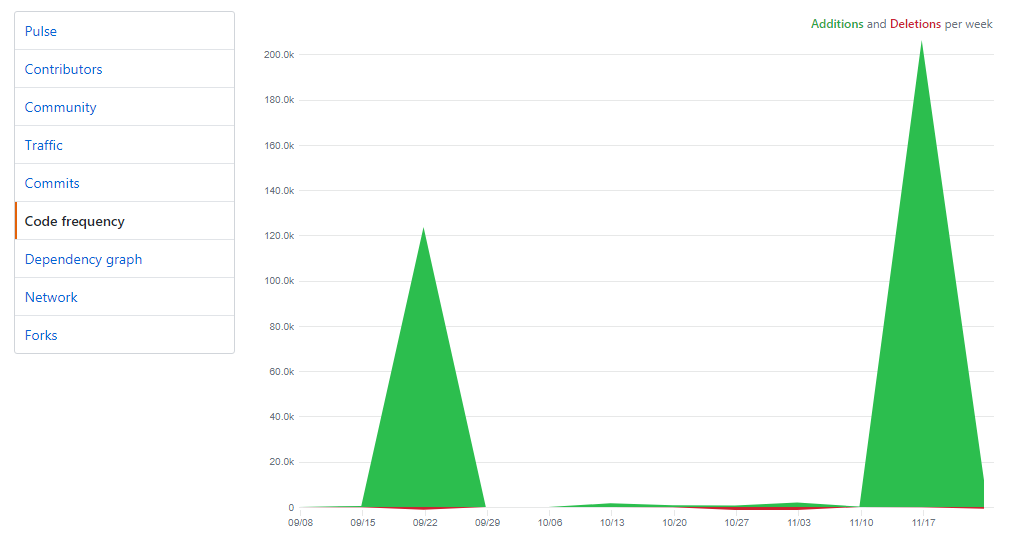 Pulse
Contributors
Community
Traffic
Commits
Code frequency
Dependency graph
Network
Forks
Additions and Deletions per week
200.0k
180.0k
160.0k
140.0k
120.0k
100.0k
80.0k
60.0k
40.0k
20.0k
0
09/08 09/15 09/22 09/29 10/06 10/13 10/20 10/27 11/03 11/10 11/17